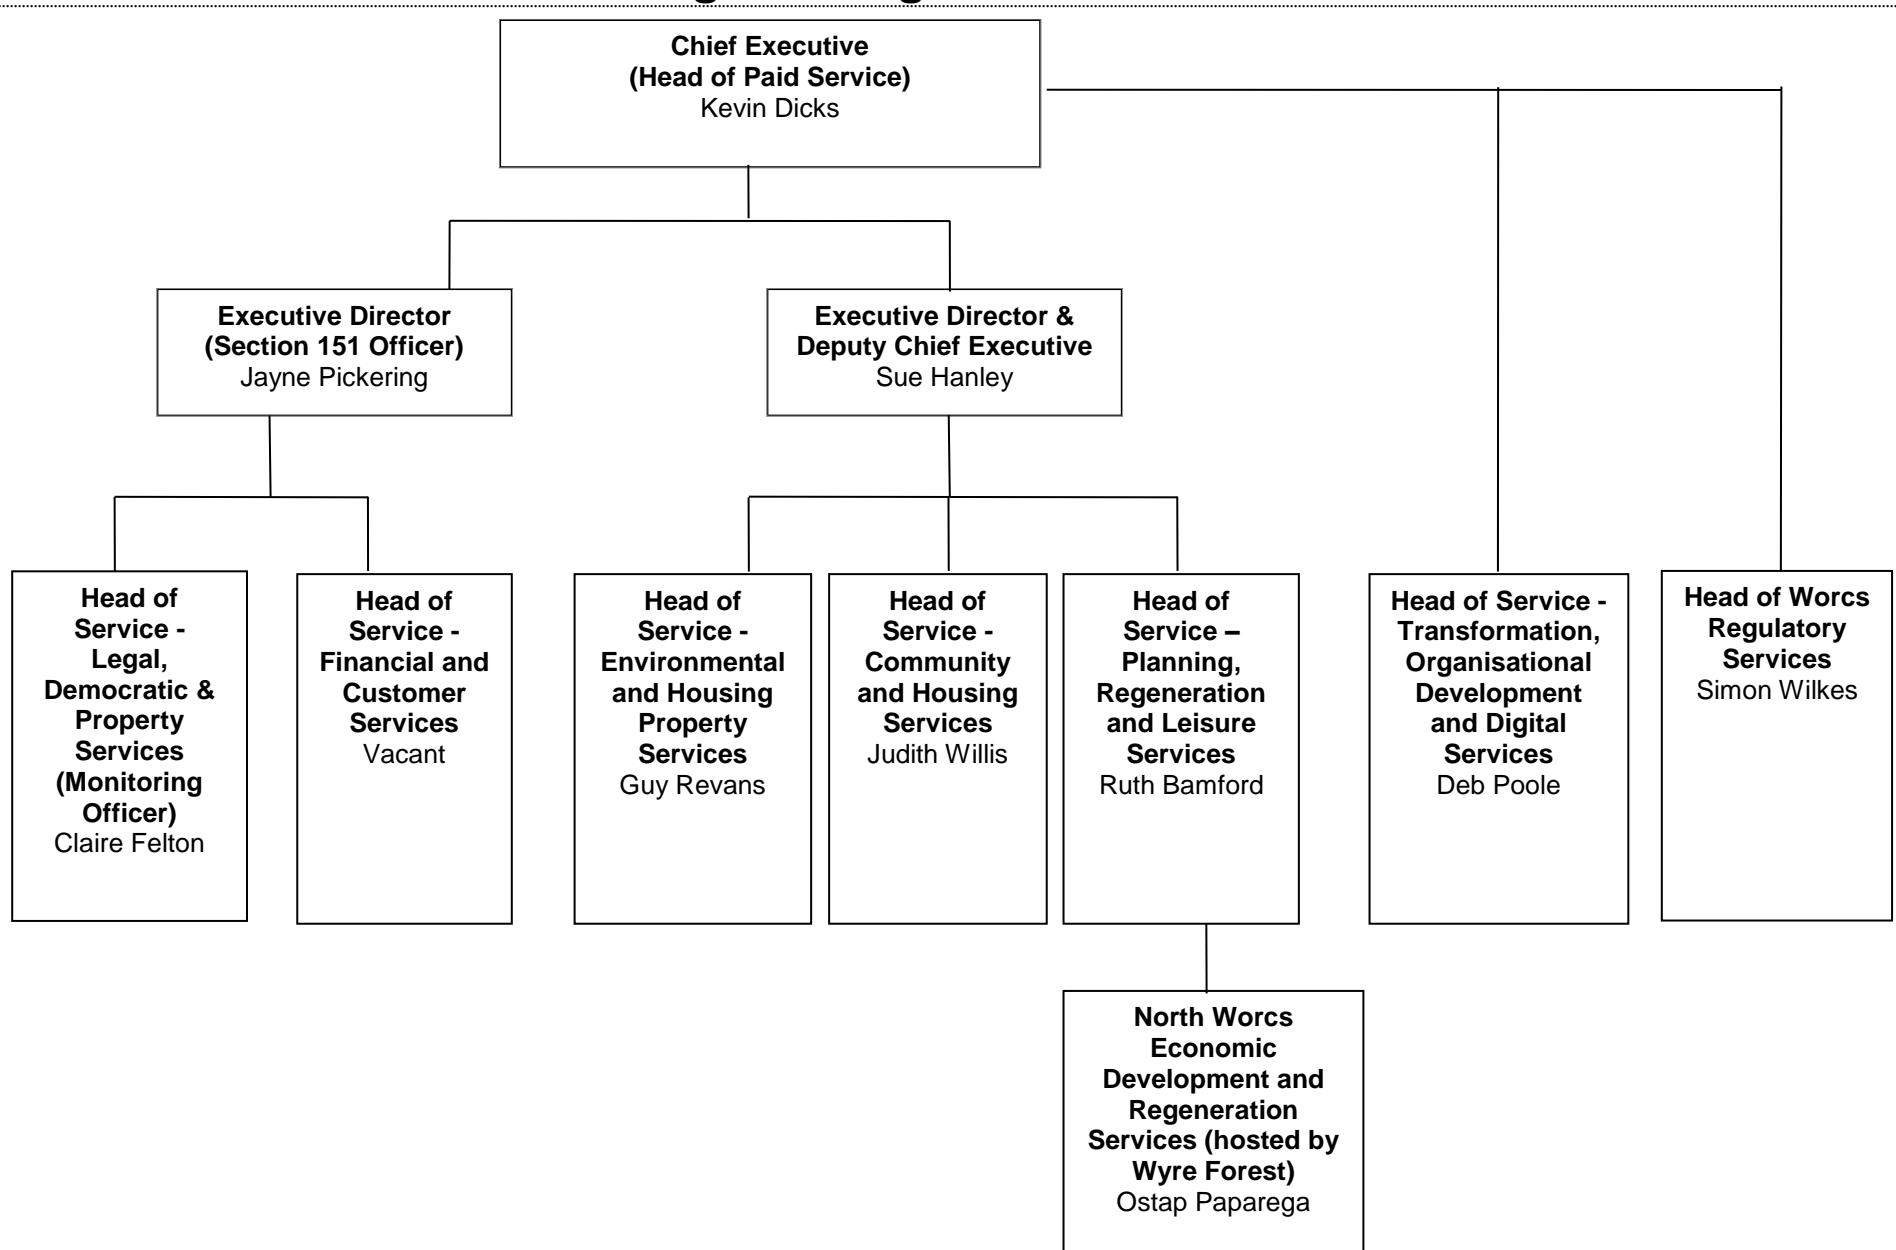 Chief Executive
(Head of Paid Service)
Kevin Dicks
Executive Director
(Section 151 Officer)
Jayne Pickering
Executive Director &
Deputy Chief Executive
Sue Hanley
Head of
Service -
Legal,
Democratic &
Property
Services
(Monitoring
Officer)
Claire Felton
Head of
Service -
Financial and
Customer
Services
Vacant
Head of
Service -
Environmental
and Housing
Property
Services
Guy Revans
Head of
Service -
Community
and Housing
Services
Judith Willis
Head of
Service –
Planning,
Regeneration
and Leisure
Services
Ruth Bamford
Head of Service -
Transformation,
Organisational
Development
and Digital
Services
Deb Poole
Head of Worcs
Regulatory
Services
Simon Wilkes
North Worcs
Economic
Development and
Regeneration
Services (hosted by
Wyre Forest)
Ostap Paparega